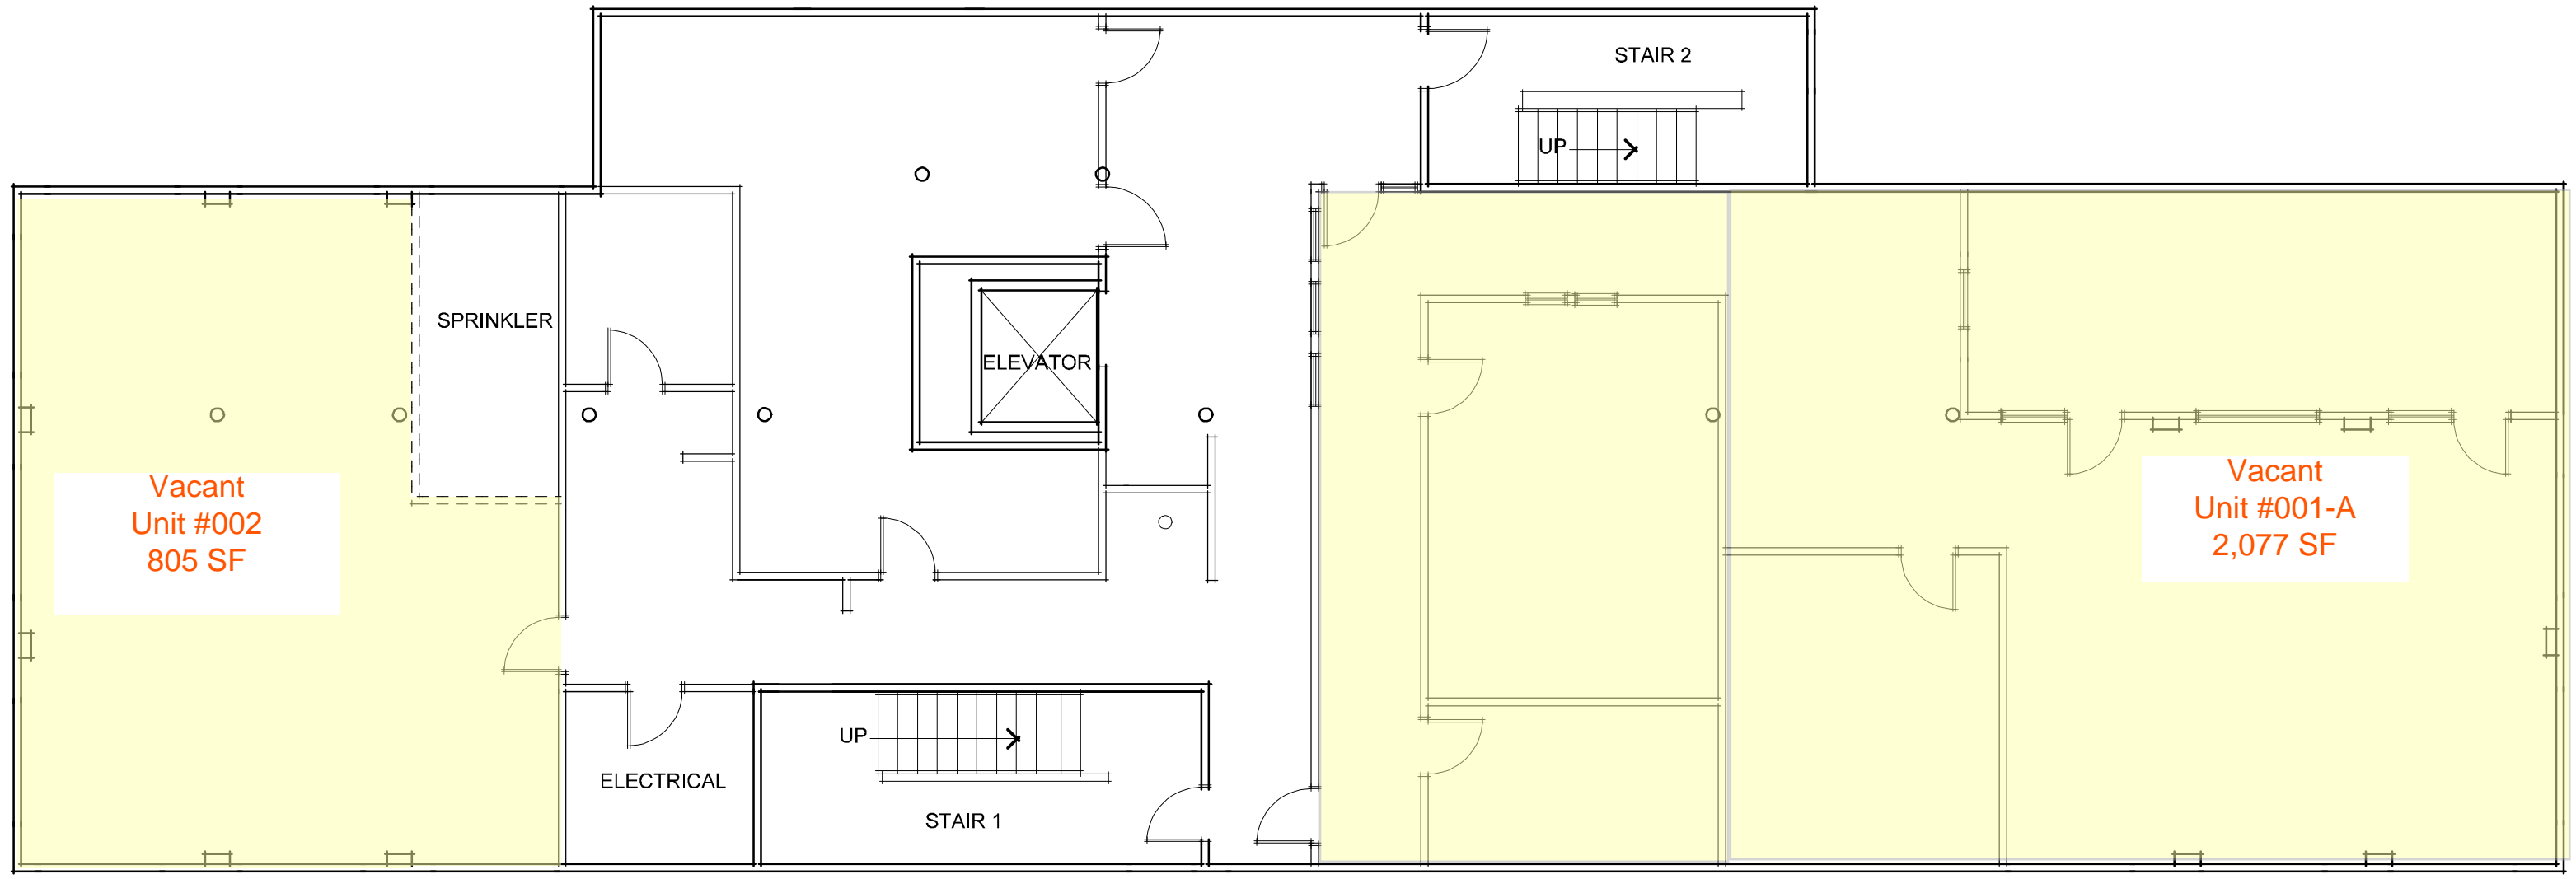 STAIR 2
UP
SPRINKLER
ELEVATOR
Vacant
Unit #002
805 SF
Vacant
Unit #001-A
2,077 SF
UP
ELECTRICAL
STAIR 1